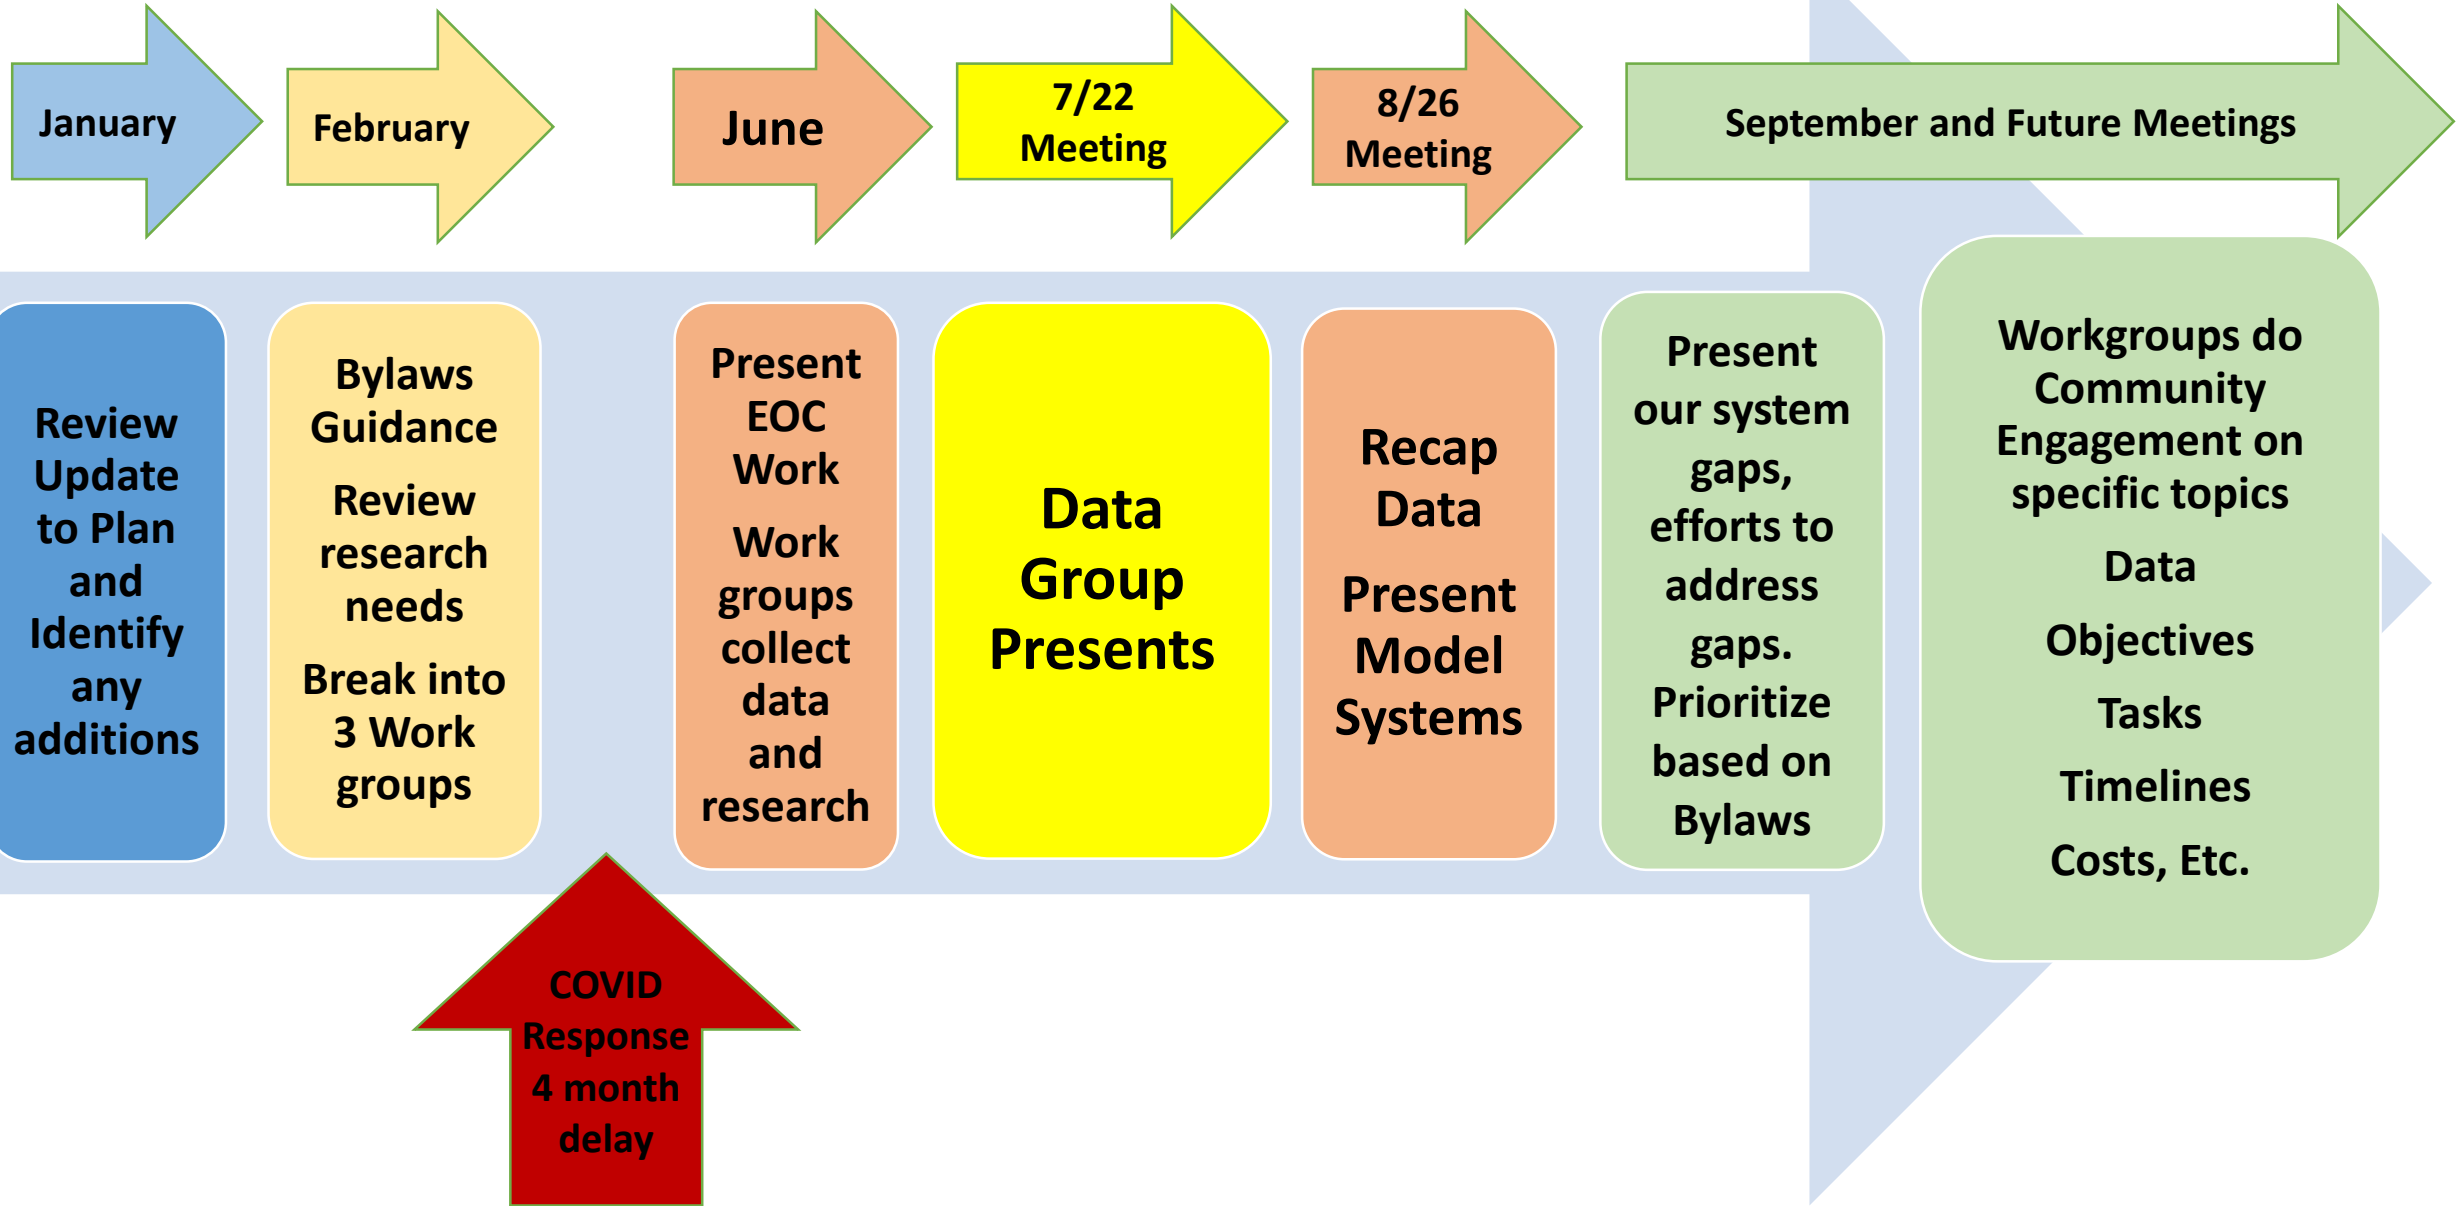 January
February
June
7/22
Meeting
8/26
Meeting
September and Future Meetings
Review
Update
to Plan
and
Identify
any
additions
Bylaws
Guidance
Review
research
needs
Break into
3 Work
groups
Present
EOC
Work
Work
groups
collect
data
and
research
Data
Group
Presents
Recap
Data
Present
Model
Systems
Present
our system
gaps,
efforts to
address
gaps.
Prioritize
based on
Bylaws
Workgroups do
Community
Engagement on
specific topics
Data
Objectives
Tasks
Timelines
Costs, Etc.
COVID
Response
4 month
delay